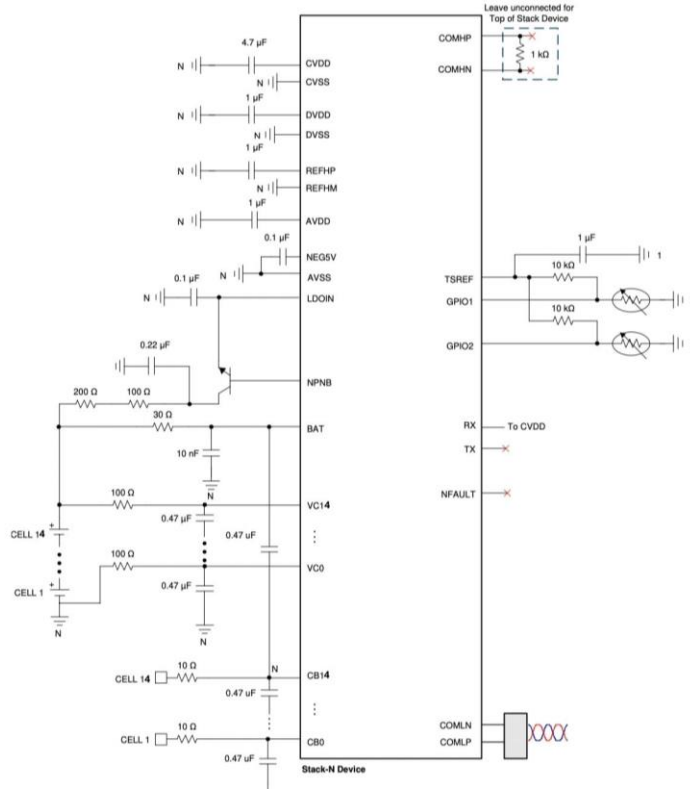 Leave unconnected for
Top of Stack Device
COMHP
1 kΩ
COMHN
4.7 µF
N
CVDD
N
CVSS
1 µF
N
DVDD
N
DVSS
1 µF
N
REFHP
N
REFHM
1 µF
N
AVDD
0.1 µF
NEG5V
N
AVSS
0.1 µF
N
LDOIN
1 µF
1
10 kΩ
TSREF
GPIO1
10 kΩ
GPIO2
0.22 µF
NPNB
200 Ω
100 Ω
30 Ω
BAT
10 nF
N
RX
To CVDD
TX
NFAULT
100 Ω
VC14
0.47 µF
CELL 14
+
0.47 uF
100 Ω
VC0
CELL 1
+
0.47 µF
N
N
10 Ω
N
CELL 14
CB14
0.47 uF
10 Ω
CELL 1
CB0
0.47 uF
COMLN
COMLP
Stack-N Device